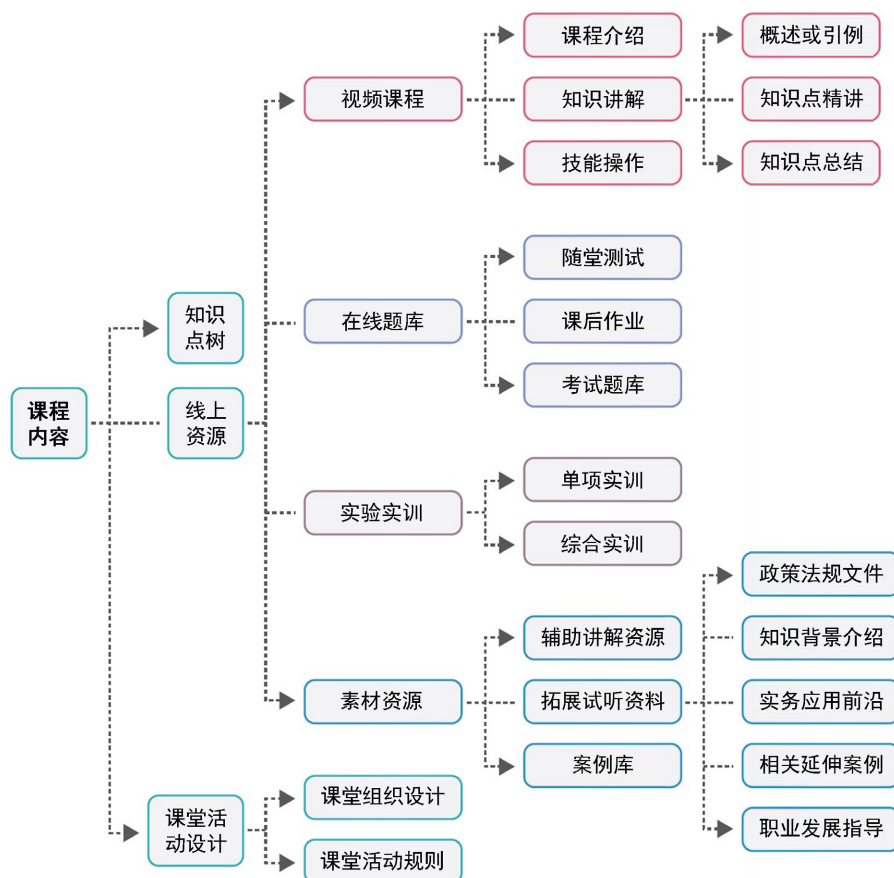 课程
内容
知识
点树
线上
资源
视频课程
课程介绍
知识讲解
概述或引例
知识点精讲
知识点总结
技能操作
在线题库
随堂测试
课后作业
考试题库
实验实训
单项实训
综合实训
素材资源
辅助讲解资源
拓展试听资料
政策法规文件
知识背景介绍
实务应用前沿
相关延伸案例
职业发展指导
案例库
课堂活
动设计
课堂组织设计
课堂活动规则